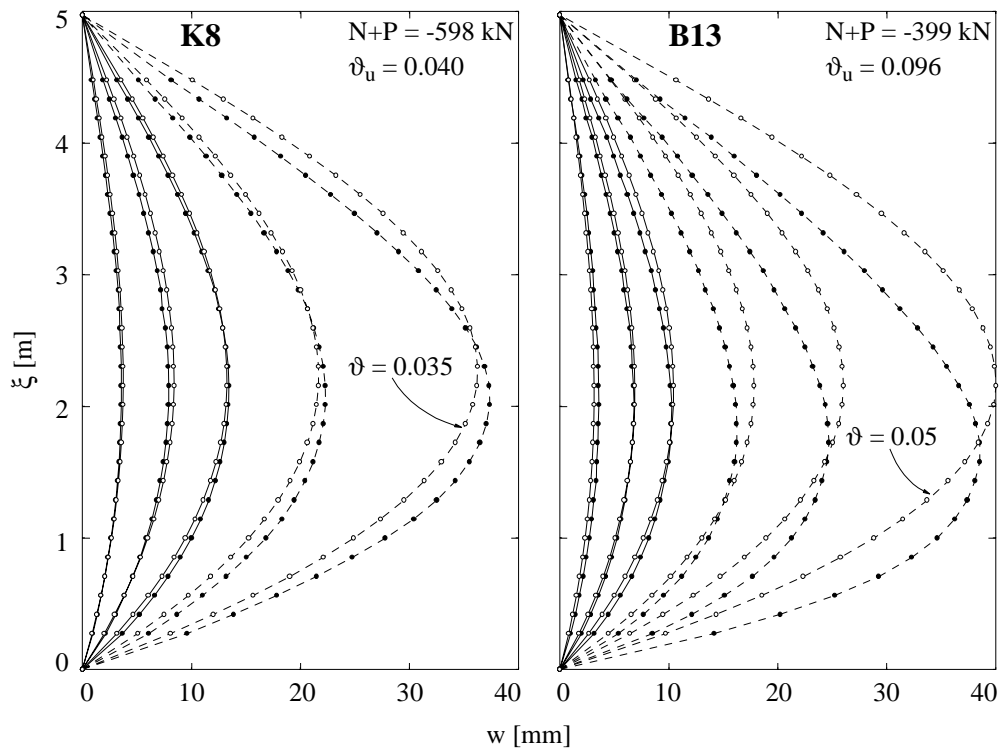 K8
N+P = -598 kN
ϑu = 0.040
B13
N+P = -399 kN
ϑu = 0.096
5
4
3
2
1
0
ξ [m]
ϑ = 0.035
ϑ = 0.05
0 10 20 30 40
0 10 20 30 40
w [mm]